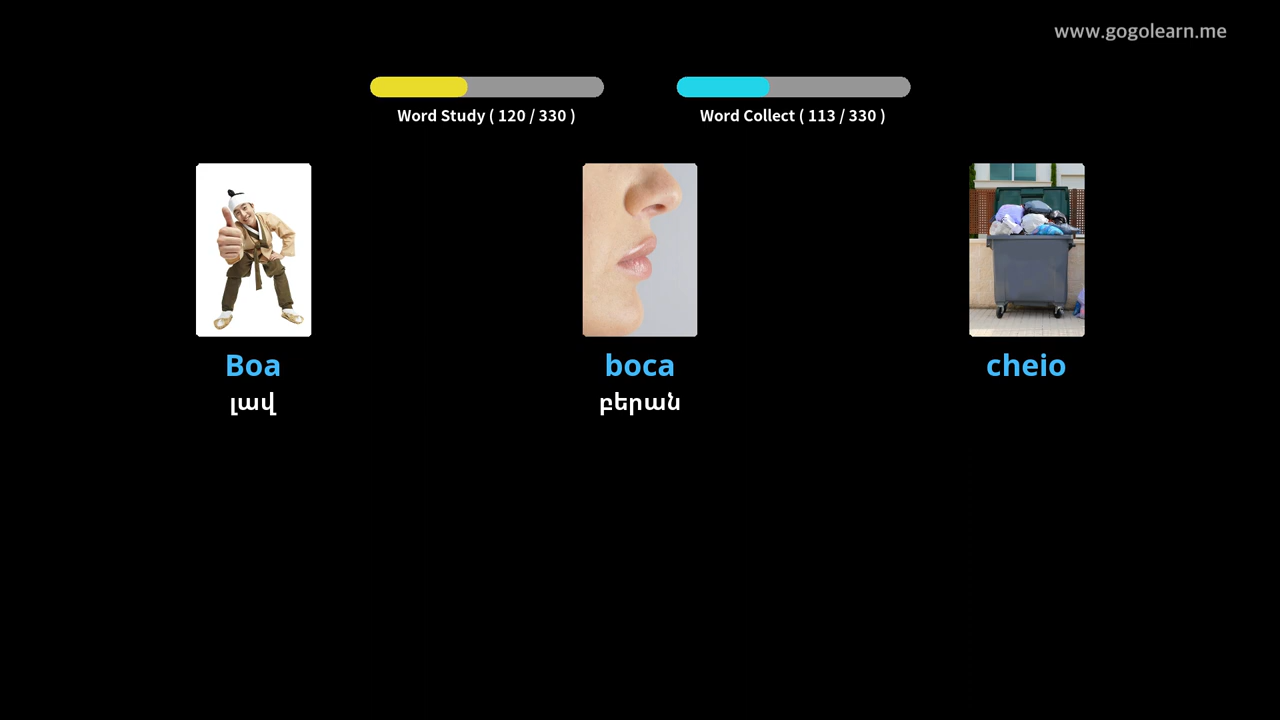 www.gogolearn.me
Word Study ( 120 / 330 )
Word Collect ( 113 / 330 )
Boa
boca
cheio
լավ
բերան